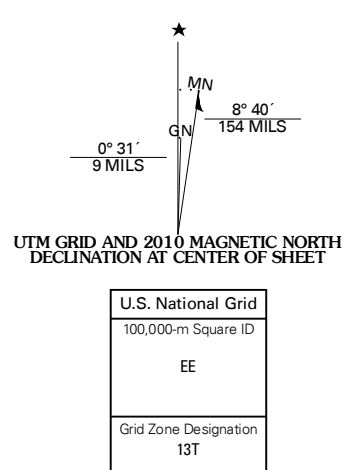 ★
MN
8° 40´
154 MILS
GN
0° 31´
9 MILS
UTM GRID AND 2010 MAGNETIC NORTH
DECLINATION AT CENTER OF SHEET
U.S. National Grid
100,000-m Square ID
EE
Grid Zone Designation
13T